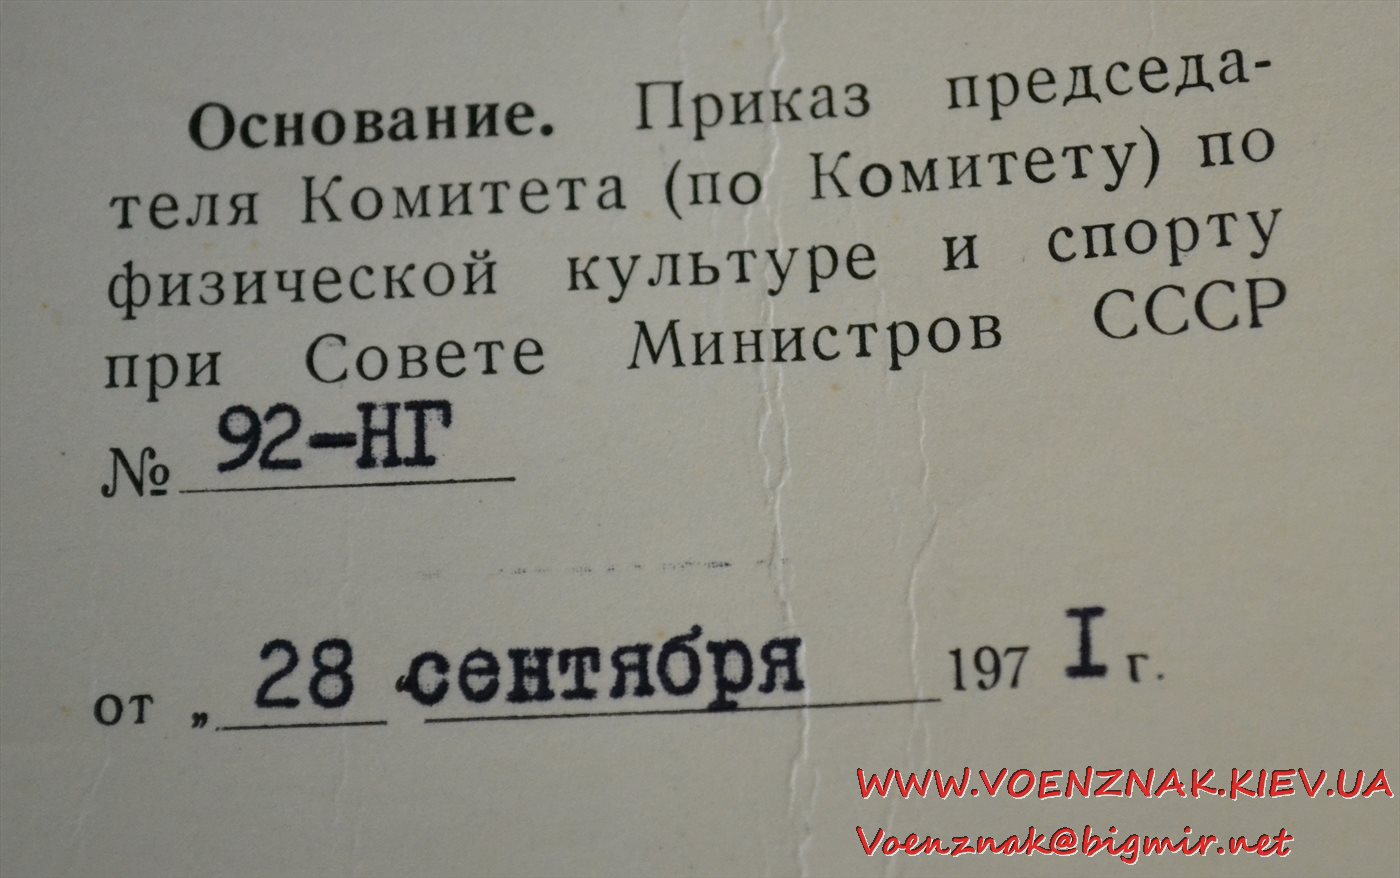 Основание. Приказ председа-
теля Комитета (по Комитету) по
физической культуре и спорту
при Совете Министров СССР
№ 92-НГ
от „ 28 сентября 197 I г.
WWW.VOENZNAK.KIEV.UA
Voenznak@bigmir.net